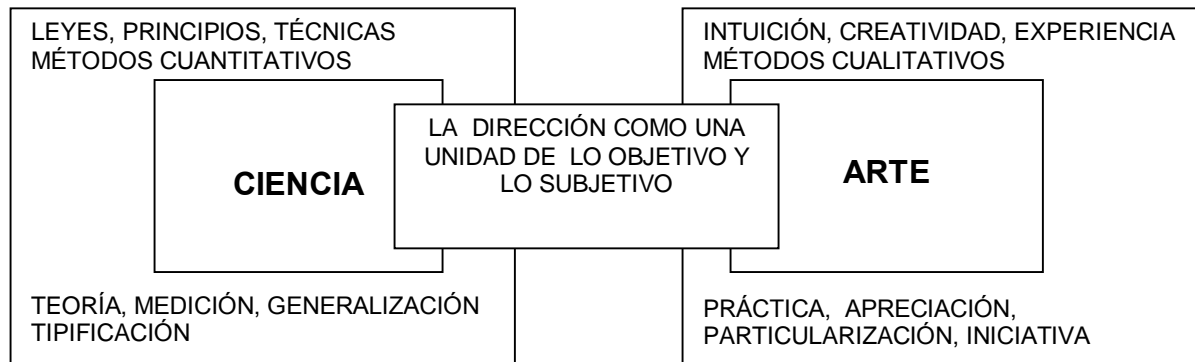 LEYES, PRINCIPIOS, TÉCNICAS
MÉTODOS CUANTITATIVOS
CIENCIA
TEORÍA, MEDICIÓN, GENERALIZACIÓN
TIPIFICACIÓN
LA DIRECCIÓN COMO UNA
UNIDAD DE LO OBJETIVO Y
LO SUBJETIVO
INTUICIÓN, CREATIVIDAD, EXPERIENCIA
MÉTODOS CUALITATIVOS
ARTE
PRÁCTICA, APRECIACIÓN,
PARTICULARIZACIÓN, INICIATIVA